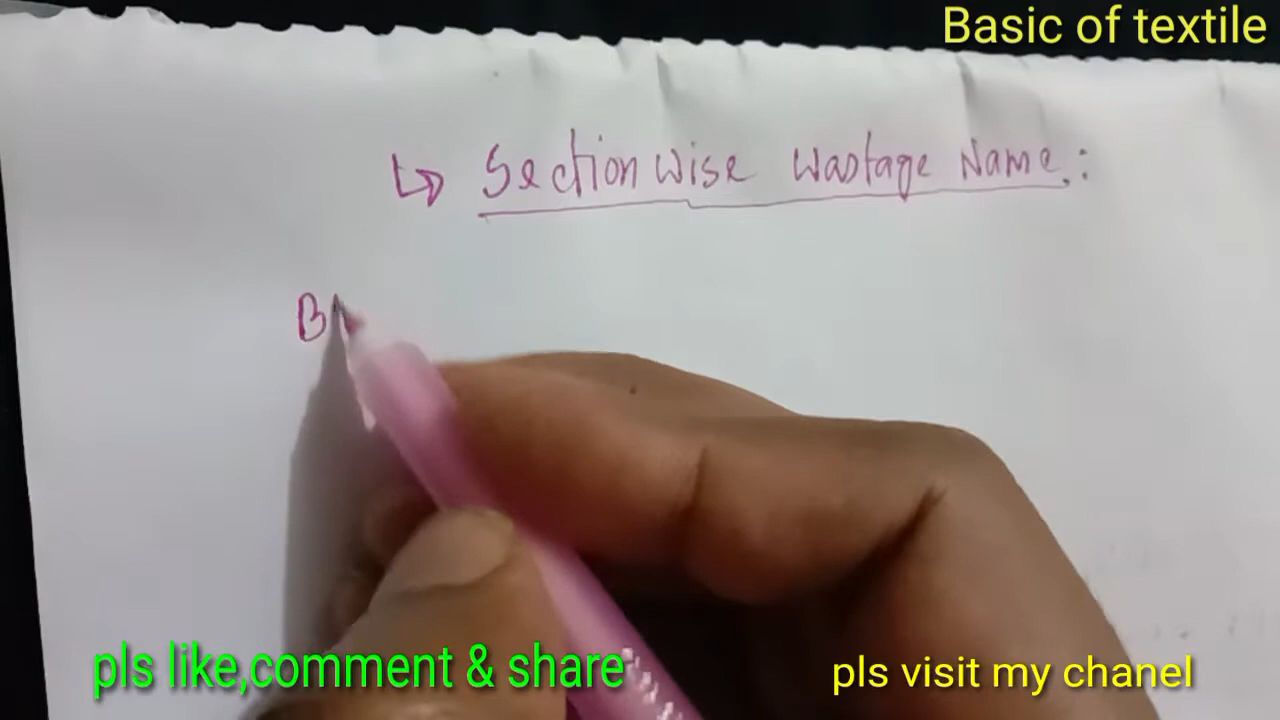 Basic of textile
↳ Section wise Wastage Name :
B
pls like,comment & share
pls visit my chanel